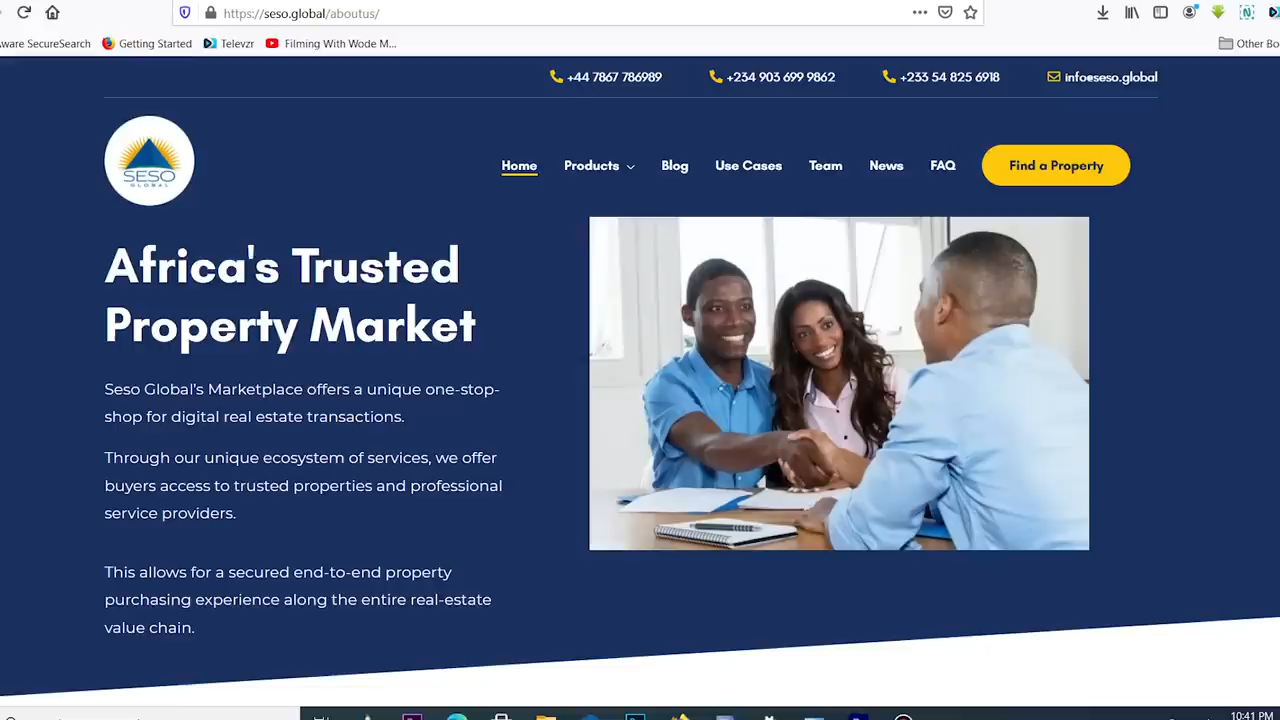 https://seso.global/aboutus/
ware SecureSearch
Getting Started
Televzr
Filming With Wode M...
Other Bo
+44 7867 786989
+234 903 699 9862
+233 54 825 6918
info@seso.global
SESO
GLOBAL
Home
Products
Blog
Use Cases
Team
News
FAQ
Find a Property
Africa's Trusted
Property Market
Seso Global's Marketplace offers a unique one-stop-
shop for digital real estate transactions.
Through our unique ecosystem of services, we offer
buyers access to trusted properties and professional
service providers.
This allows for a secured end-to-end property
purchasing experience along the entire real-estate
value chain.
10:41 PM